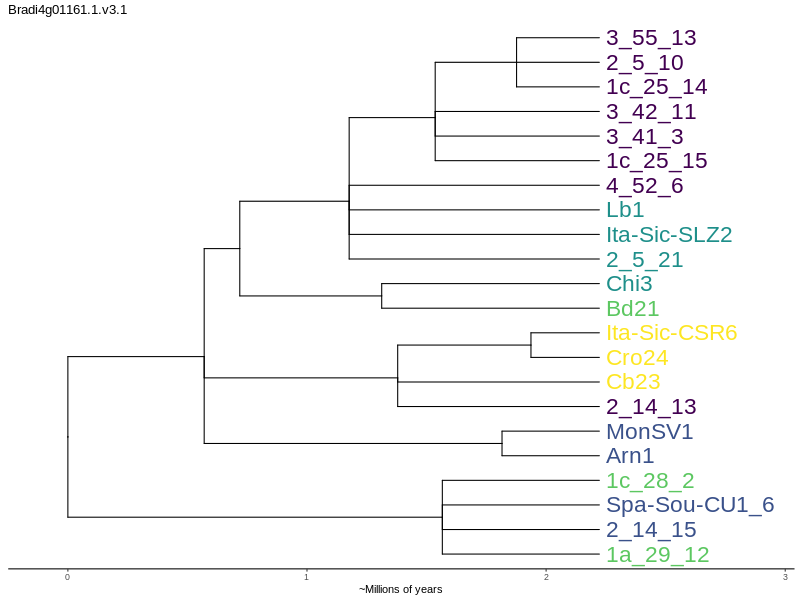 Bradi4g01161.1.v3.1
3_55_13
2_5_10
1c_25_14
3_42_11
3_41_3
1c_25_15
4_52_6
Lb1
Ita-Sic-SLZ2
2_5_21
Chi3
Bd21
Ita-Sic-CSR6
Cro24
Cb23
2_14_13
MonSV1
Arn1
1c_28_2
Spa-Sou-CU1_6
2_14_15
1a_29_12
0 1 2 3
~Millions of years